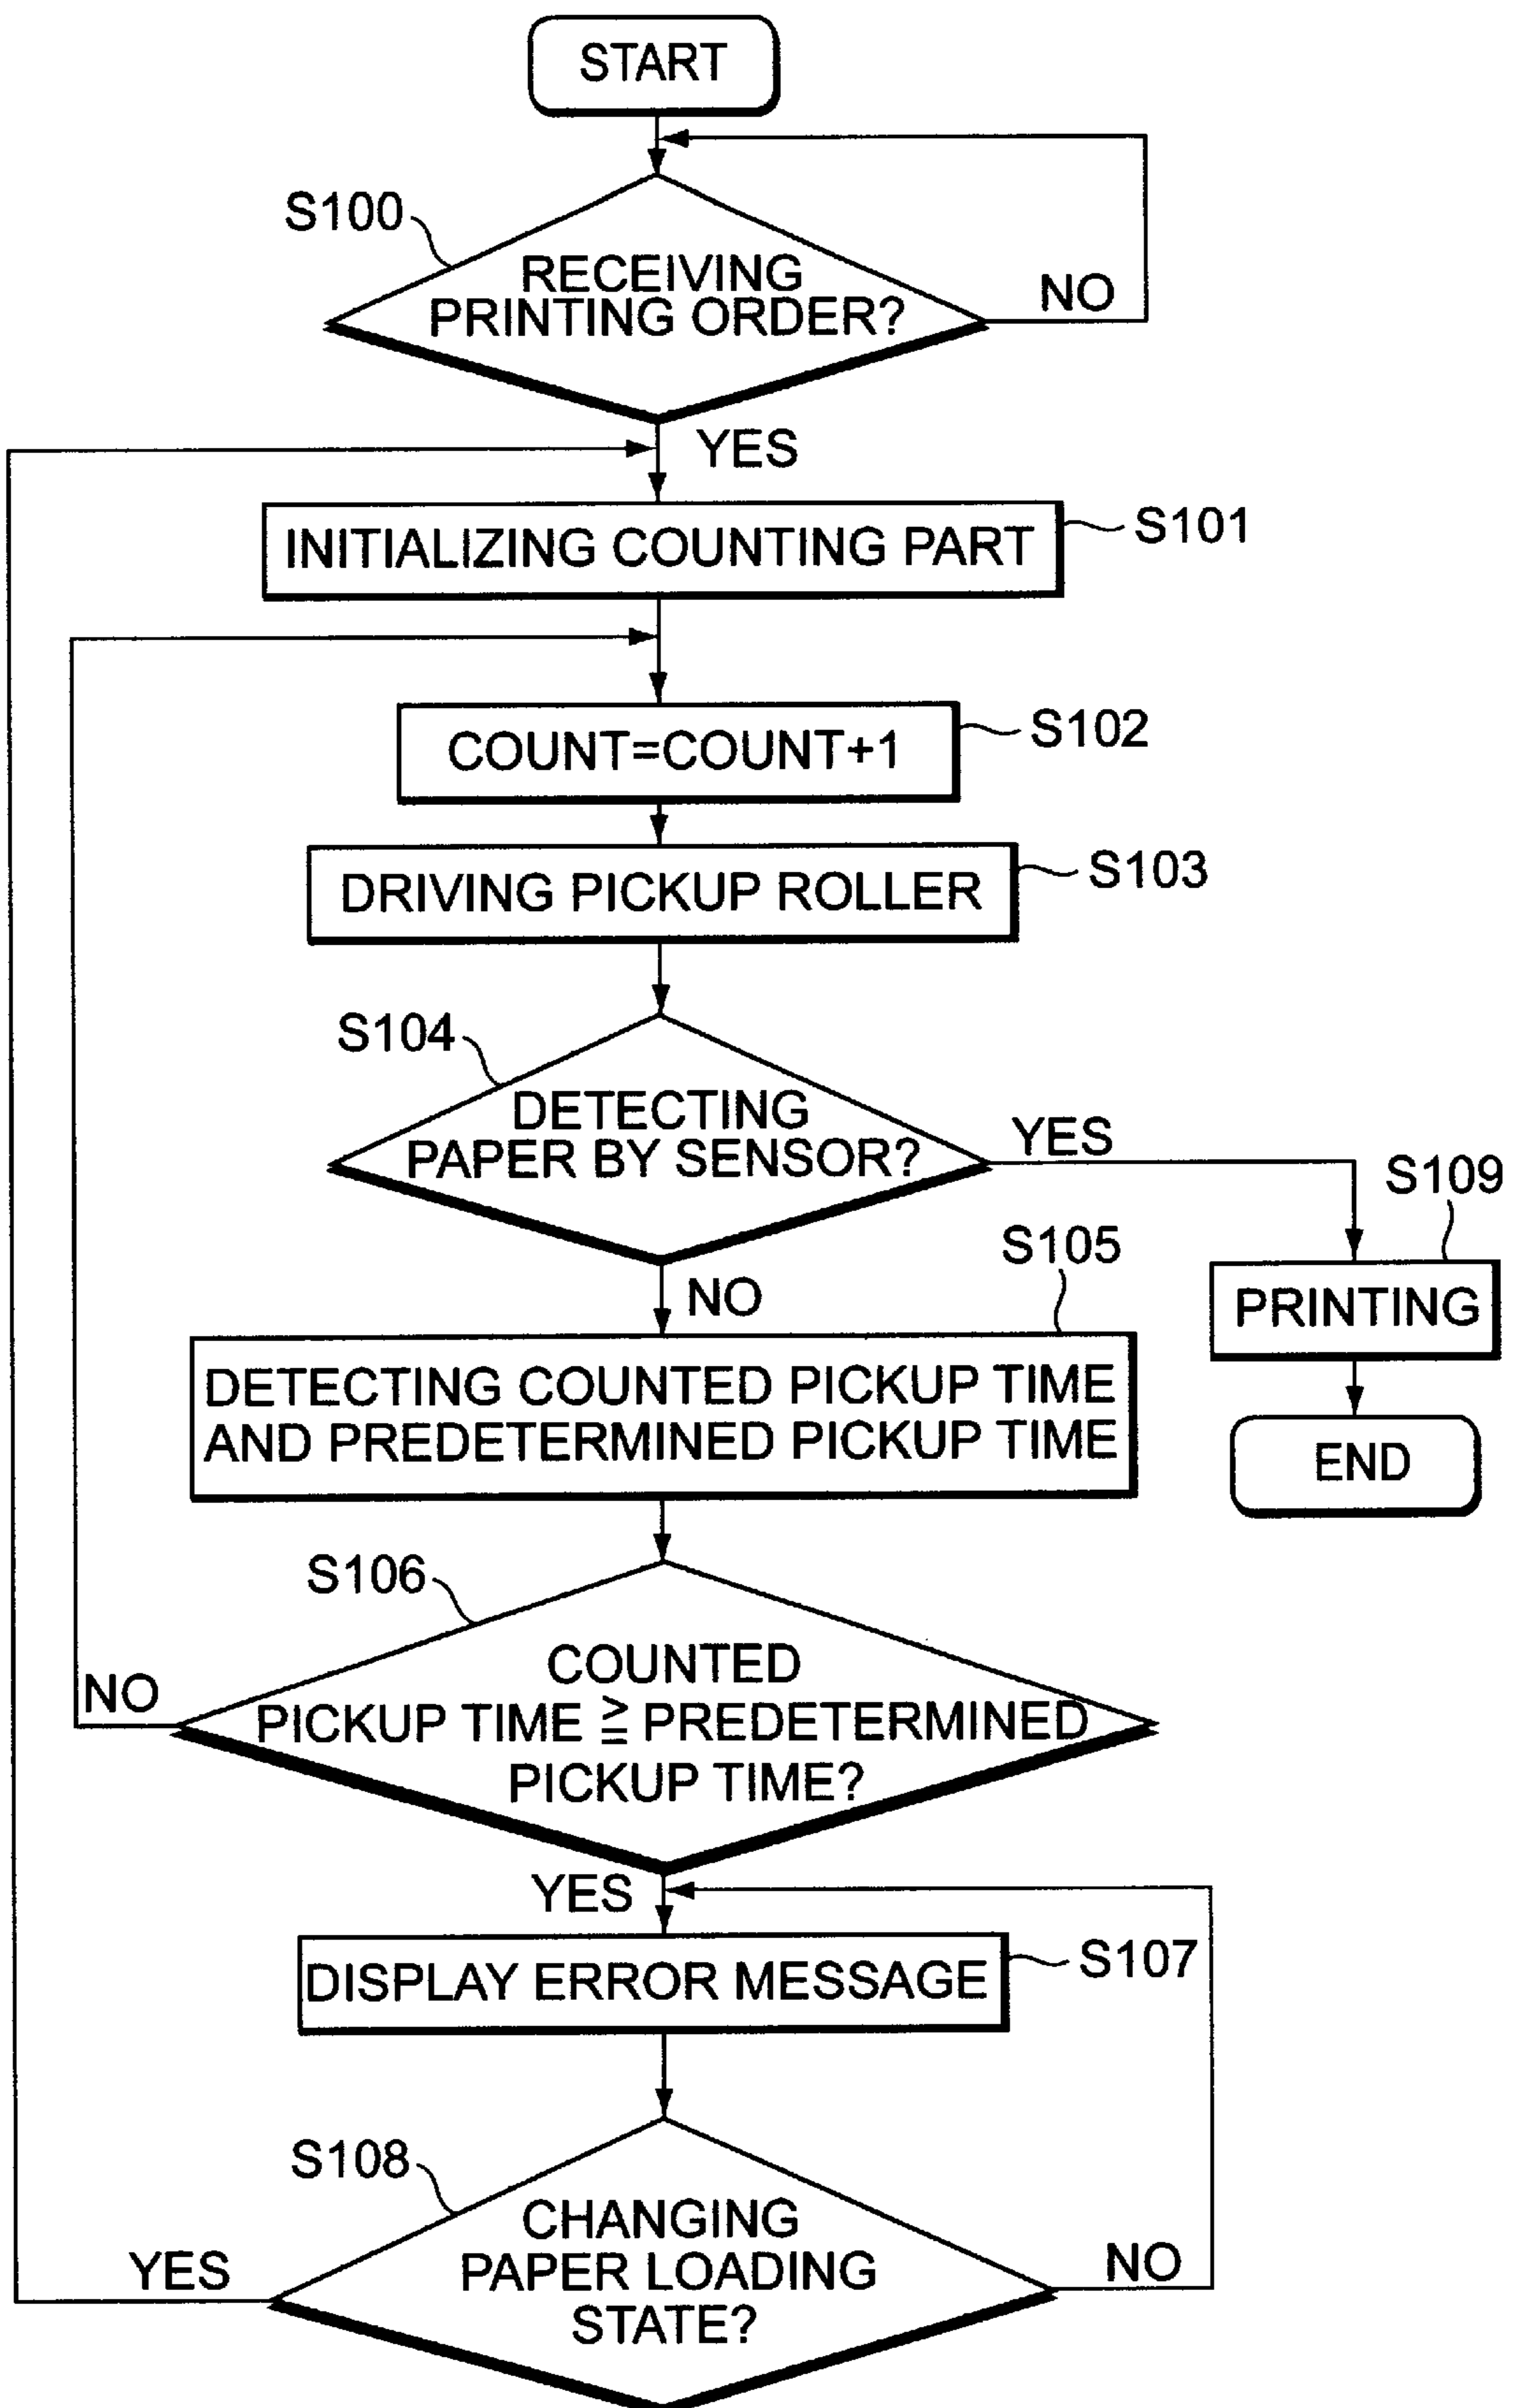 START
S100
RECEIVING
PRINTING ORDER?
NO
YES
INITIALIZING COUNTING PART
S101
COUNT=COUNT+1
S102
DRIVING PICKUP ROLLER
S103
S104
DETECTING
PAPER BY SENSOR?
YES
S109
PRINTING
END
NO
S105
DETECTING COUNTED PICKUP TIME
AND PREDETERMINED PICKUP TIME
S106
COUNTED
PICKUP TIME ≧ PREDETERMINED
PICKUP TIME?
NO
YES
DISPLAY ERROR MESSAGE
S107
S108
CHANGING
PAPER LOADING
STATE?
YES
NO